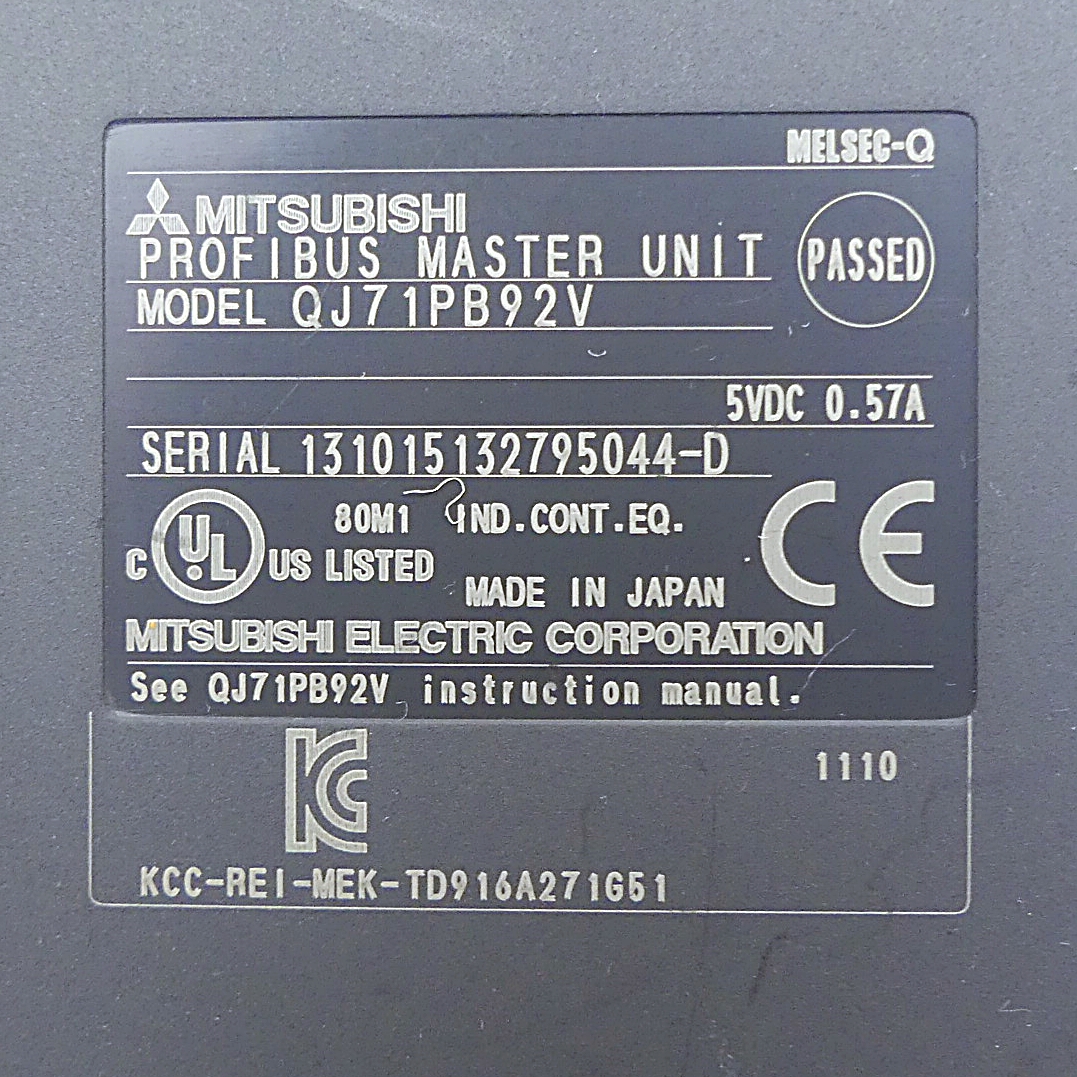 MELSEC-Q
MITSUBISHI
PROFIBUS MASTER UNIT
PASSED
MODEL QJ71PB92V
5VDC 0.57A
SERIAL 131015132795044-D
80M1 IND.CONT.EQ.
C UL US LISTED
CE
MADE IN JAPAN
MITSUBISHI ELECTRIC CORPORATION
See QJ71PB92V instruction manual.
KC
1110
KCC-REI-MEK-TD916A271G51